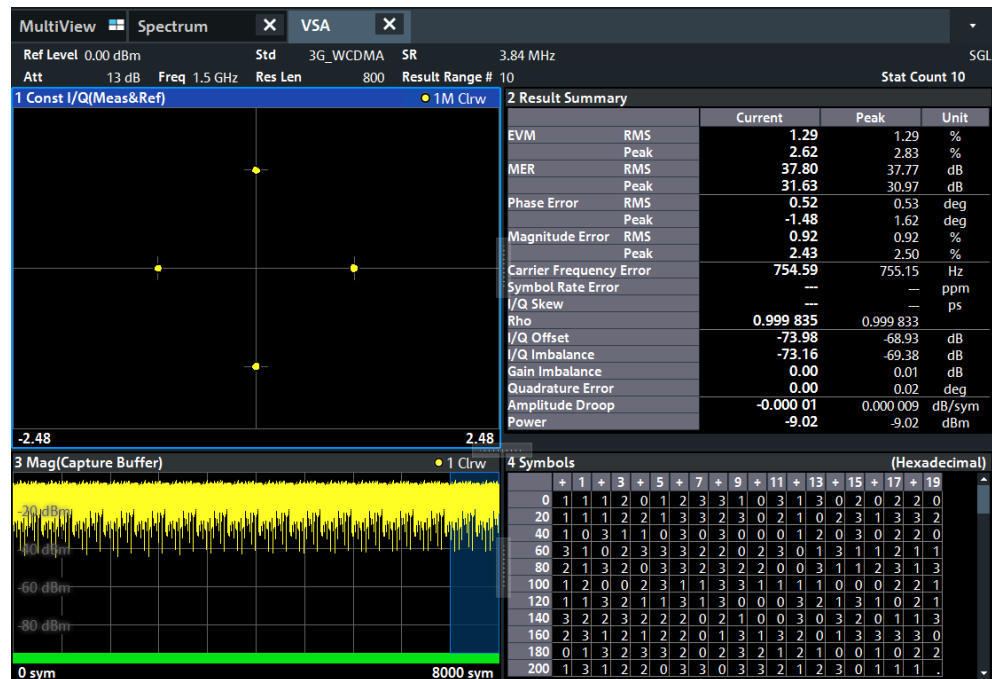 MultiView Spectrum X VSA X
Ref Level 0.00 dBm Std 3G_WCDMA SR 3.84 MHz SGL
Att 13 dB Freq 1.5 GHz Res Len 800 Result Range # 10 Stat Count 10
1 Const I/Q(Meas&Ref) 1M Clrw
-2.48 2.48
2 Result Summary
Current Peak Unit
EVM RMS 1.29 1.29 %
Peak 2.62 2.83 %
MER RMS 37.80 37.77 dB
Peak 31.63 30.97 dB
Phase Error RMS 0.52 0.53 deg
Peak -1.48 1.62 deg
Magnitude Error RMS 0.92 0.92 %
Peak 2.43 2.50 %
Carrier Frequency Error 754.59 755.15 Hz
Symbol Rate Error --- --- ppm
I/Q Skew --- --- ps
Rho 0.999 835 0.999 833
I/Q Offset -73.98 -68.93 dB
I/Q Imbalance -73.16 -69.38 dB
Gain Imbalance 0.00 0.01 dB
Quadrature Error 0.00 0.02 deg
Amplitude Droop -0.000 01 0.000 009 dB/sym
Power -9.02 -9.02 dBm
3 Mag(Capture Buffer) 1 Clrw
-20 dBm
-40 dBm
-60 dBm
-80 dBm
0 sym 8000 sym
4 Symbols (Hexadecimal)
+ 1 + 3 + 5 + 7 + 9 + 11 + 13 + 15 + 17 + 19
0 1 1 1 2 0 1 2 3 3 1 0 3 1 3 0 2 0 2 2 0
20 1 1 1 2 2 1 3 3 2 3 0 2 1 0 2 3 1 3 3 2
40 1 0 3 1 1 0 3 0 3 0 0 0 1 2 0 3 0 2 2 0
60 3 1 0 2 3 3 3 2 2 0 2 3 0 1 3 1 1 2 1 1
80 2 1 3 2 0 3 3 2 3 2 2 0 0 3 1 1 2 3 1 3
100 1 2 0 0 2 3 1 1 3 3 1 1 1 1 0 0 0 2 2 1
120 1 1 3 2 1 1 3 1 3 0 0 0 3 2 1 3 1 0 2 1
140 3 2 2 3 2 2 2 0 2 1 0 0 3 0 3 2 0 1 1 3
160 2 3 1 2 1 2 2 0 1 3 1 3 2 0 1 3 3 3 3 0
180 0 1 3 2 3 3 2 0 2 3 2 1 2 1 0 0 1 0 2 2
200 1 3 1 2 2 0 3 3 0 3 3 2 1 2 3 0 1 1 1 .